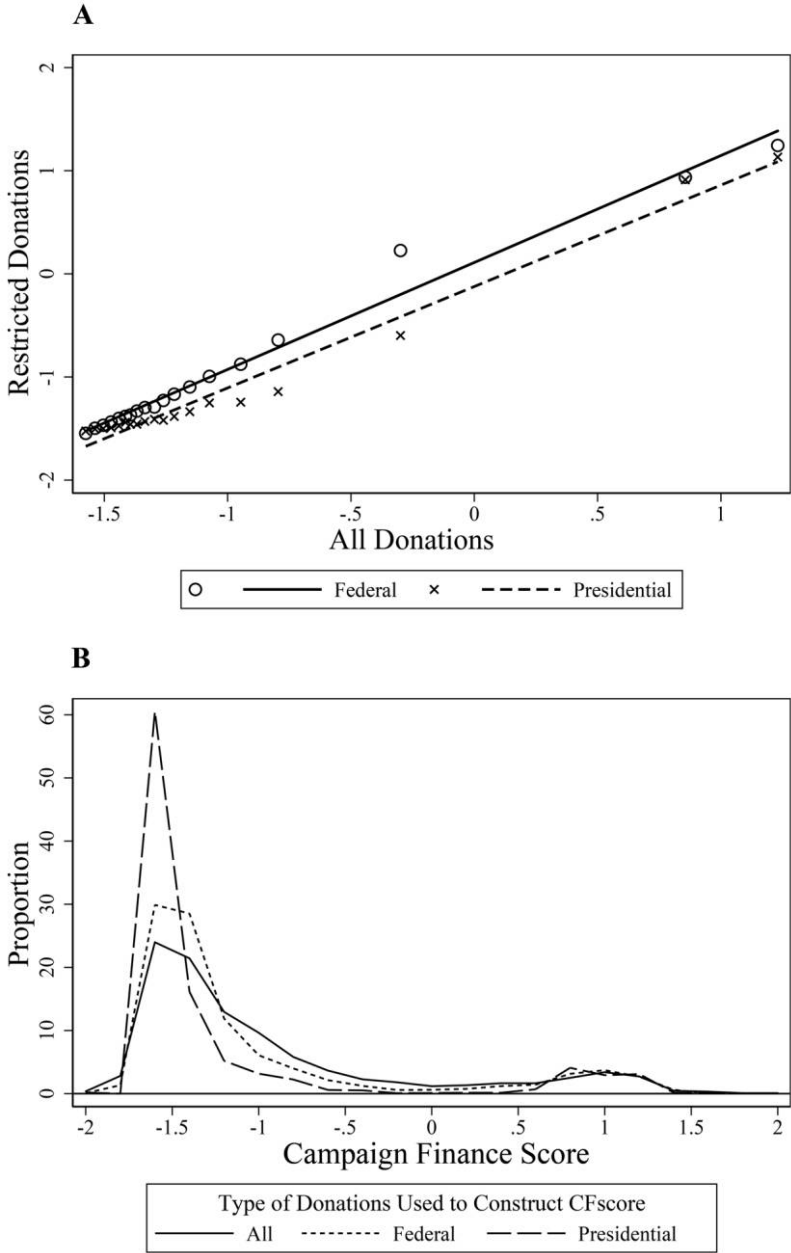 A
Restricted Donations
2
1
0
-1
-2
-1.5 -1 -.5 0 .5 1
All Donations
Federal Presidential
B
Proportion
60
50
40
30
20
10
0
-2 -1.5 -1 -.5 0 .5 1 1.5 2
Campaign Finance Score
Type of Donations Used to Construct CFscore
All Federal Presidential